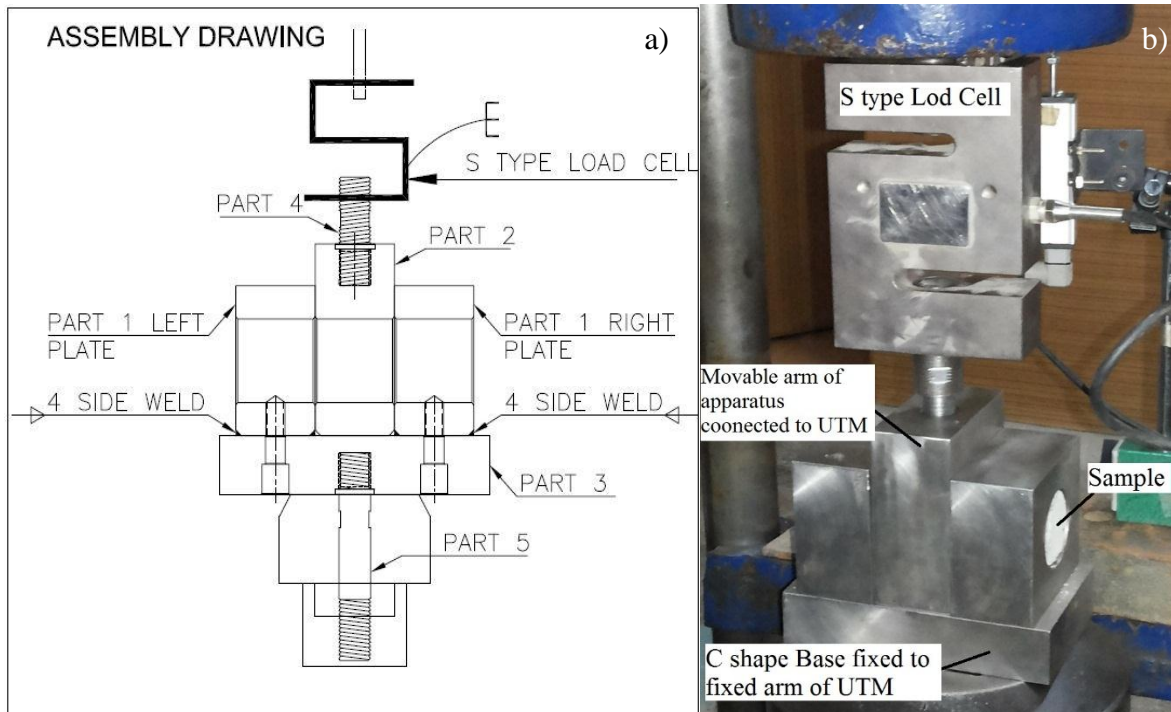 ASSEMBLY DRAWING
a)
E
S TYPE LOAD CELL
PART 4
PART 2
PART 1 LEFT
PLATE
PART 1 RIGHT
PLATE
4 SIDE WELD
4 SIDE WELD
PART 3
PART 5
b)
S type Lod Cell
Movable arm of
apparatus
coonected to UTM
Sample
C shape Base fixed to
fixed arm of UTM